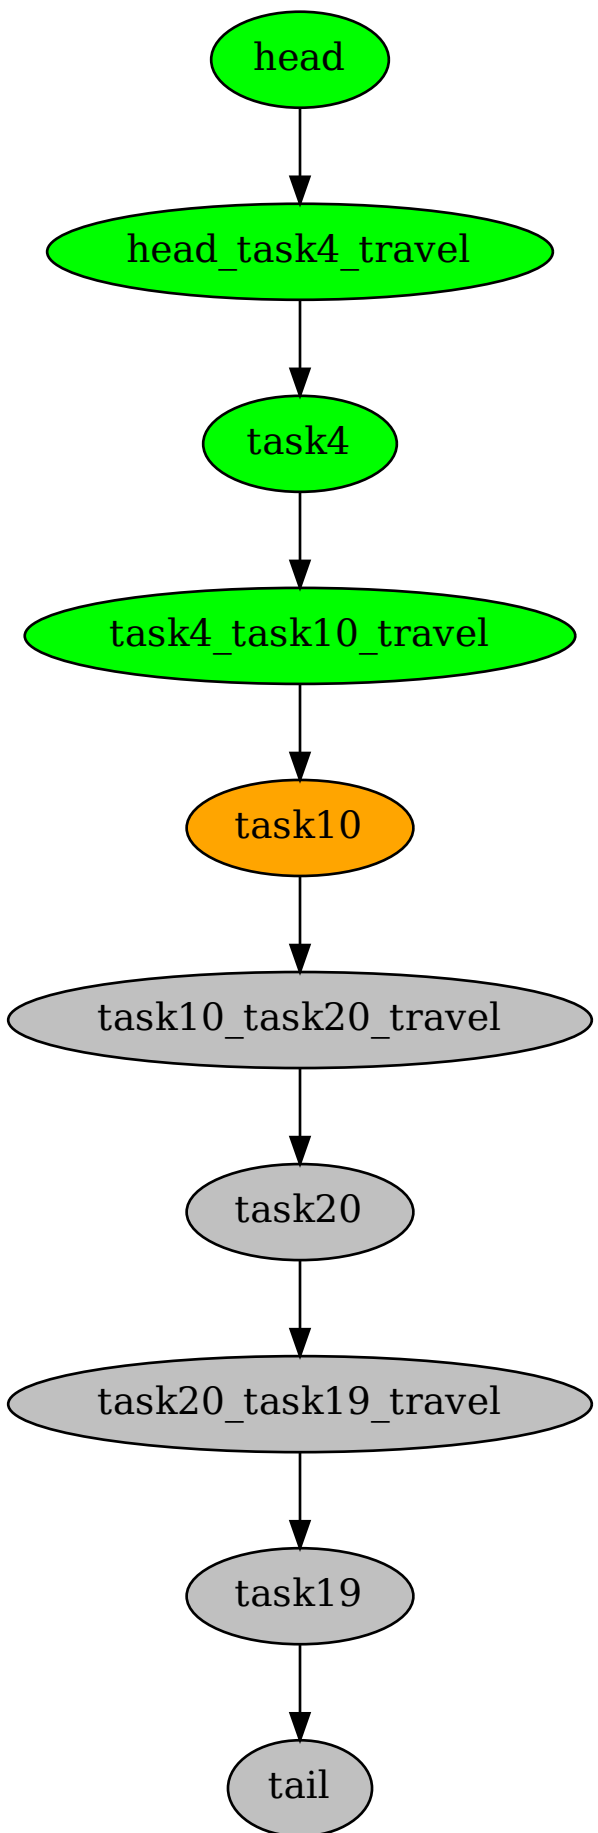 head
head_task4_travel
task4
task4_task10_travel
task10
task10_task20_travel
task20
task20_task19_travel
task19
tail